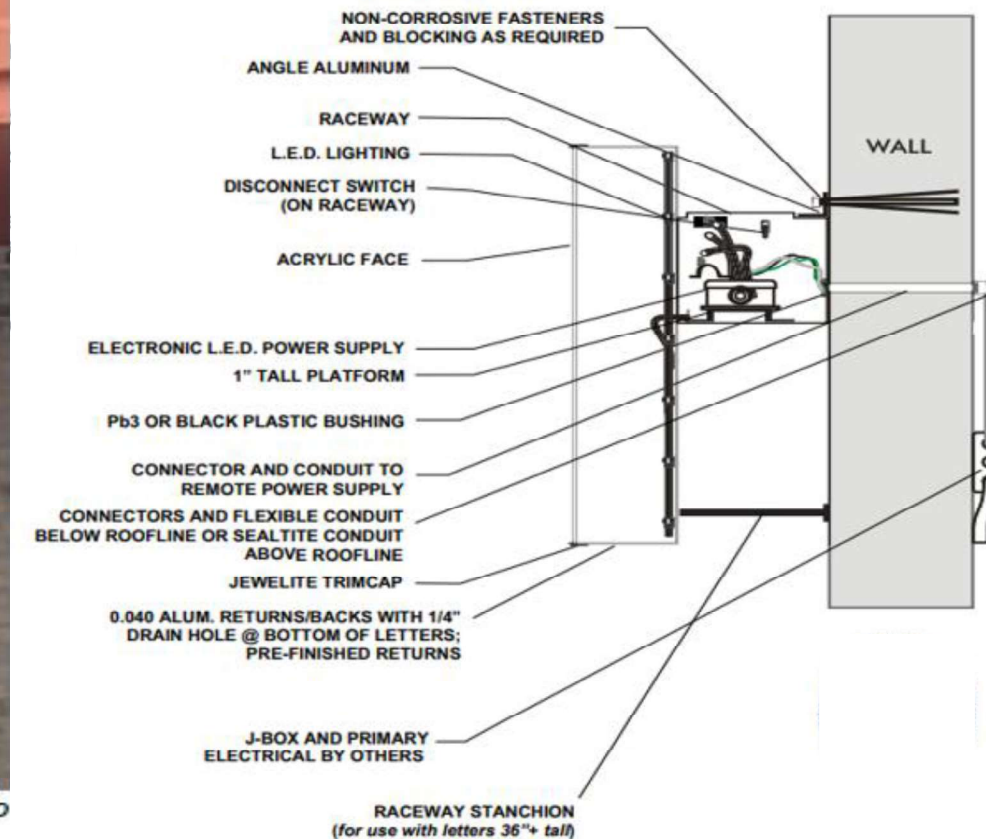 NON-CORROSIVE FASTENERS
AND BLOCKING AS REQUIRED
ANGLE ALUMINUM
RACEWAY
L.E.D. LIGHTING
DISCONNECT SWITCH
(ON RACEWAY)
ACRYLIC FACE
WALL
ELECTRONIC L.E.D. POWER SUPPLY
1" TALL PLATFORM
Pb3 OR BLACK PLASTIC BUSHING
CONNECTOR AND CONDUIT TO
REMOTE POWER SUPPLY
CONNECTORS AND FLEXIBLE CONDUIT
BELOW ROOFLINE OR SEALTITE CONDUIT
ABOVE ROOFLINE
JEWELITE TRIMCAP
0.040 ALUM. RETURNS/BACKS WITH 1/4"
DRAIN HOLE @ BOTTOM OF LETTERS;
PRE-FINISHED RETURNS
J-BOX AND PRIMARY
ELECTRICAL BY OTHERS
RACEWAY STANCHION
(for use with letters 36"+ tall)